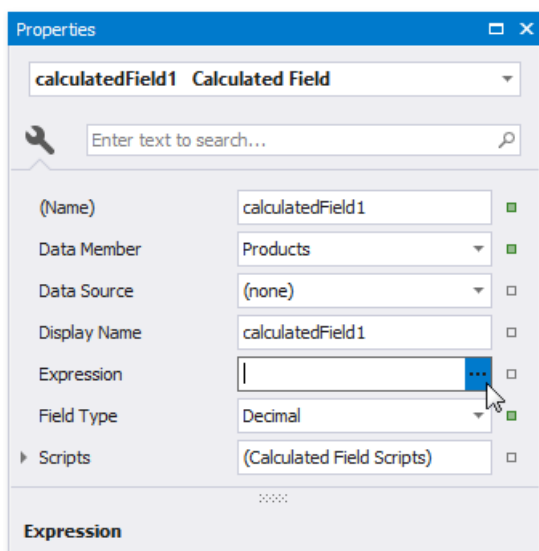 Properties
calculatedField1 Calculated Field
Enter text to search...
(Name) calculatedField1
Data Member Products
Data Source (none)
Display Name calculatedField1
Expression ...
Field Type Decimal
Scripts (Calculated Field Scripts)
Expression